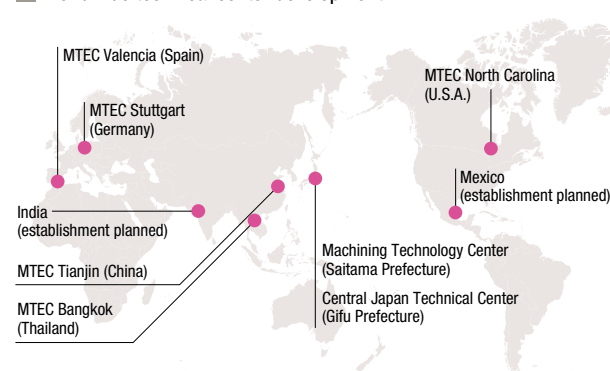 MTEC Valencia (Spain)
MTEC Stuttgart
(Germany)
MTEC North Carolina
(U.S.A.)
Mexico
(establishment planned)
India
(establishment planned)
MTEC Tianjin (China)
MTEC Bangkok
(Thailand)
Machining Technology Center
(Saitama Prefecture)
Central Japan Technical Center
(Gifu Prefecture)